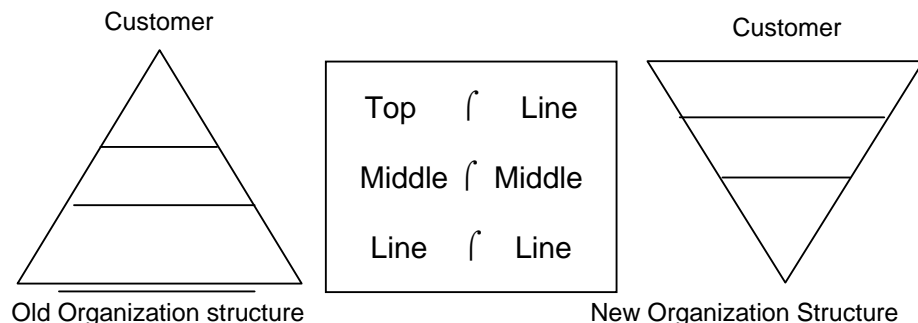 Customer
Customer
Top ⌠ Line
Middle ⌠ Middle
Line ⌠ Line
Old Organization structure
New Organization Structure